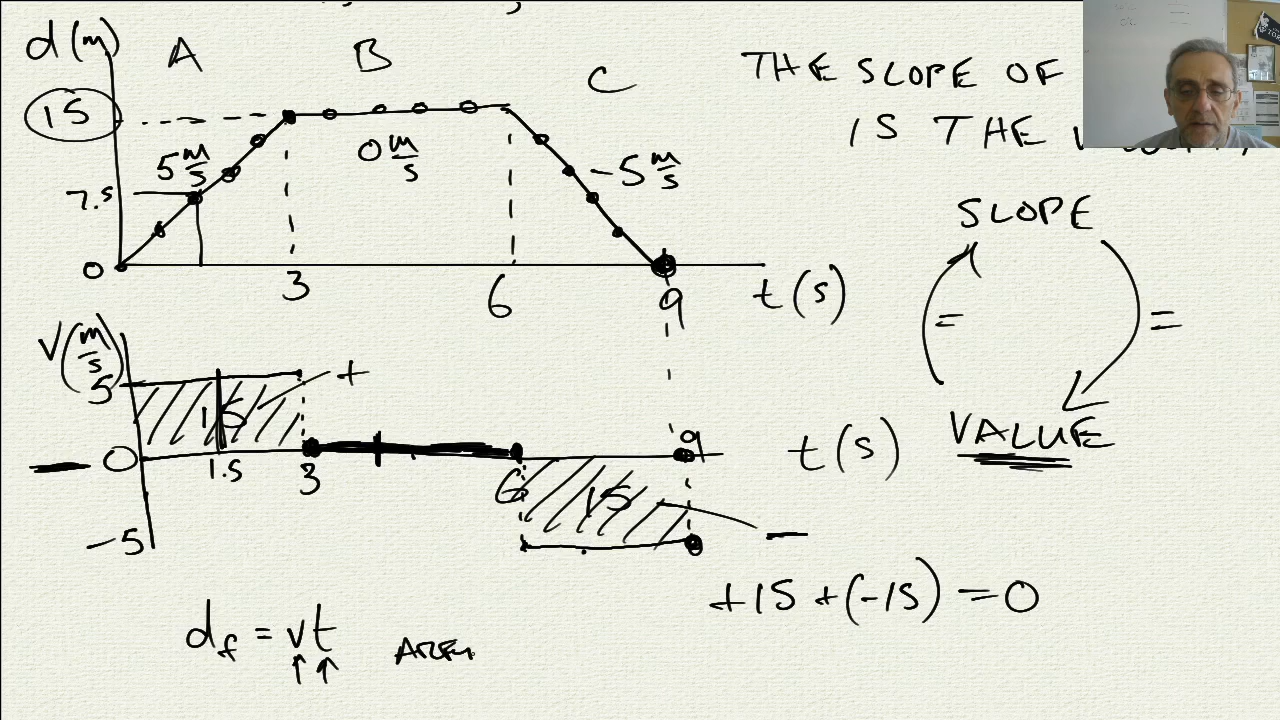 d (m)
A
B
C
15
5 m/s
0 m/s
-5 m/s
7.5
0
3
6
9
t (s)
THE SLOPE OF
IS THE
SLOPE
=
=
VALUE
V (m/s)
5
+
15
0
1.5
3
6
9
t (s)
15
-5
-
+15 + (-15) = 0
df = vt
AREA